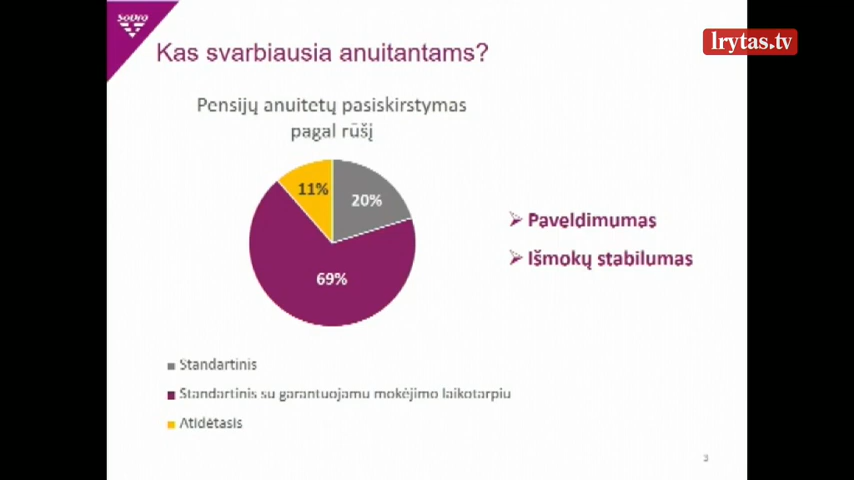 SoDra
lrytas.tv
Kas svarbiausia anuitantams?
Pensijų anuitetų pasiskirstymas
pagal rūšį
11%
20%
69%
Paveldimumas
Išmokų stabilumas
Standartinis
Standartinis su garantuojamu mokėjimo laikotarpiu
Atidėtasis
3